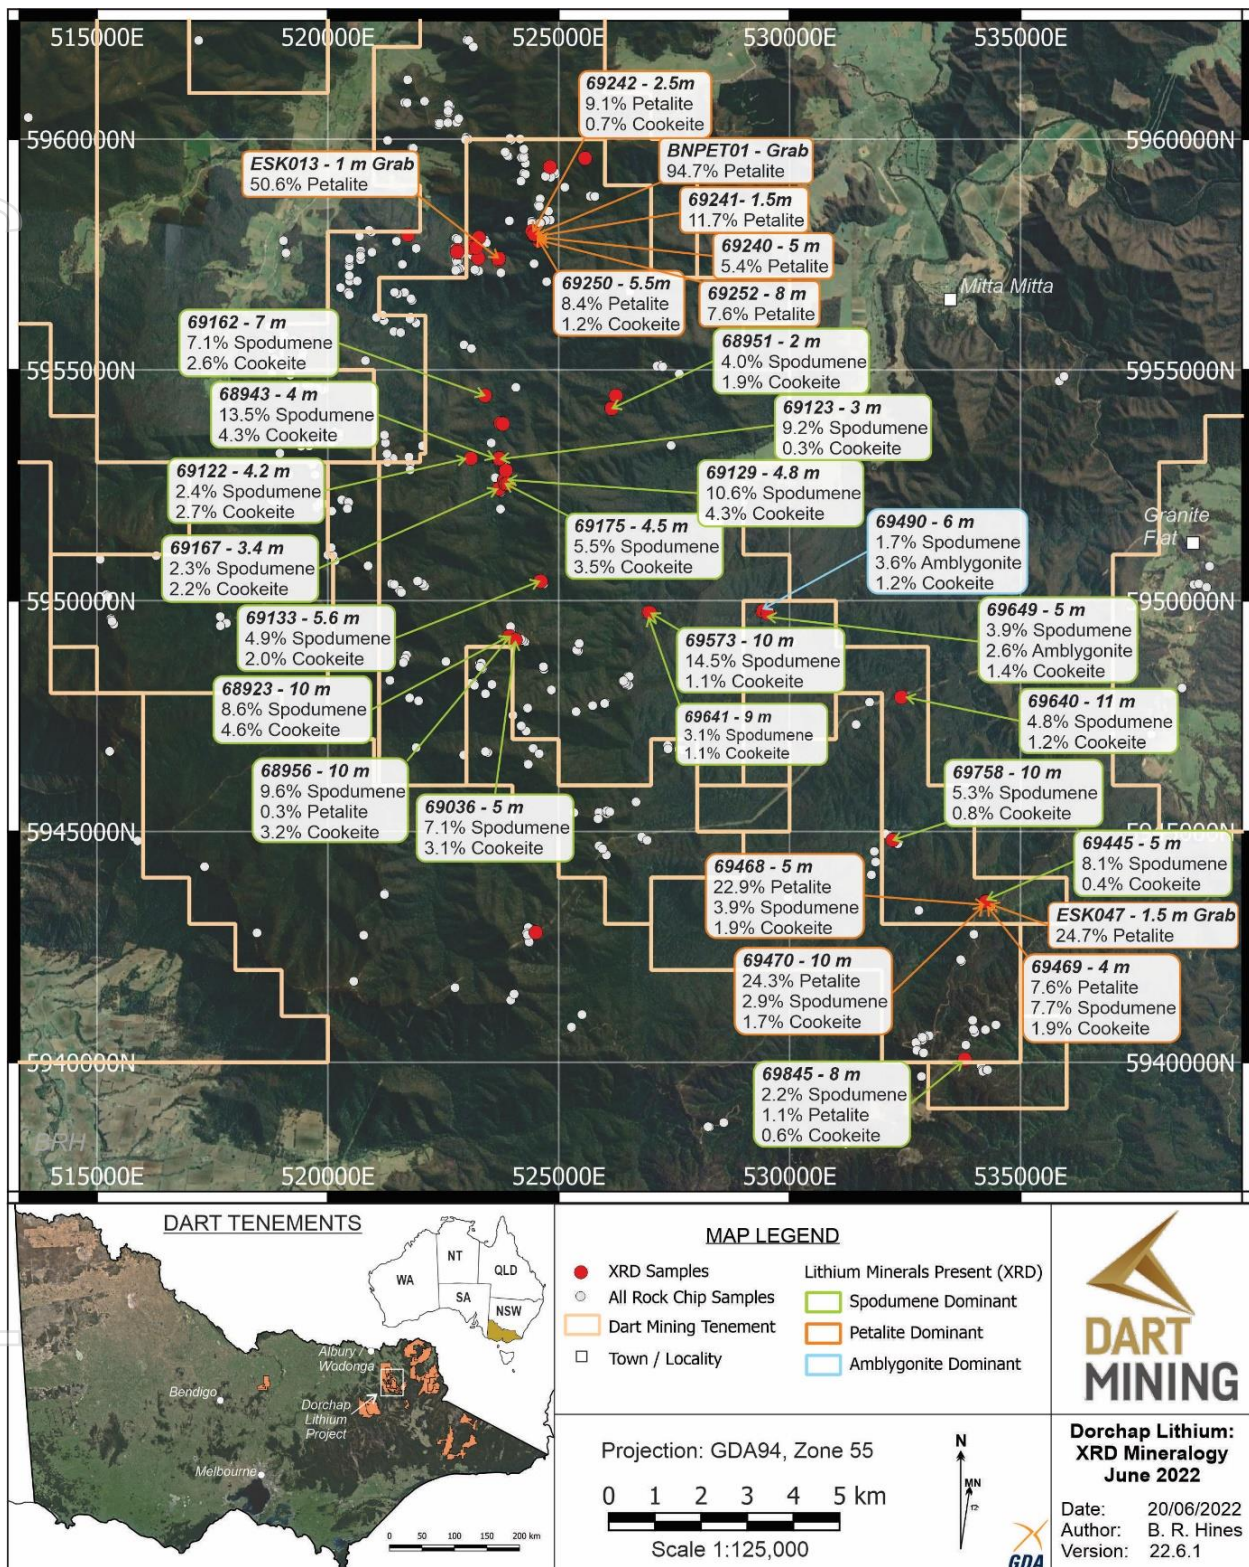 515000E
520000E
525000E
530000E
535000E
69242 - 2.5m
9.1% Petalite
0.7% Cookeite
5960000N
5960000N
ESK013 - 1 m Grab
50.6% Petalite
BNPET01 - Grab
94.7% Petalite
69241 - 1.5m
11.7% Petalite
69240 - 5 m
5.4% Petalite
69250 - 5.5m
8.4% Petalite
1.2% Cookeite
69252 - 8 m
7.6% Petalite
Mitta Mitta
69162 - 7 m
7.1% Spodumene
2.6% Cookeite
68951 - 2 m
4.0% Spodumene
1.9% Cookeite
5955000N
5955000N
68943 - 4 m
13.5% Spodumene
4.3% Cookeite
69123 - 3 m
9.2% Spodumene
0.3% Cookeite
69122 - 4.2 m
2.4% Spodumene
2.7% Cookeite
69129 - 4.8 m
10.6% Spodumene
4.3% Cookeite
69175 - 4.5 m
5.5% Spodumene
3.5% Cookeite
69490 - 6 m
1.7% Spodumene
3.6% Amblygonite
1.2% Cookeite
Granite
Flat
69167 - 3.4 m
2.3% Spodumene
2.2% Cookeite
5950000N
5950000N
69133 - 5.6 m
4.9% Spodumene
2.0% Cookeite
69649 - 5 m
3.9% Spodumene
2.6% Amblygonite
1.4% Cookeite
69573 - 10 m
14.5% Spodumene
1.1% Cookeite
68923 - 10 m
8.6% Spodumene
4.6% Cookeite
69640 - 11 m
4.8% Spodumene
1.2% Cookeite
69641 - 9 m
3.1% Spodumene
1.1% Cookeite
68956 - 10 m
9.6% Spodumene
0.3% Petalite
3.2% Cookeite
69036 - 5 m
7.1% Spodumene
3.1% Cookeite
69758 - 10 m
5.3% Spodumene
0.8% Cookeite
5945000N
5945000N
69445 - 5 m
8.1% Spodumene
0.4% Cookeite
69468 - 5 m
22.9% Petalite
3.9% Spodumene
1.9% Cookeite
ESK047 - 1.5 m Grab
24.7% Petalite
69470 - 10 m
24.3% Petalite
2.9% Spodumene
1.7% Cookeite
69469 - 4 m
7.6% Petalite
7.7% Spodumene
1.9% Cookeite
5940000N
5940000N
69845 - 8 m
2.2% Spodumene
1.1% Petalite
0.6% Cookeite
BRH
515000E
520000E
525000E
530000E
535000E
DART TENEMENTS
WA
NT
QLD
SA
NSW
Albury /
Wodonga
Bendigo
Dorchap
Lithium
Project
Melbourne
0 50 100 150 200 km
MAP LEGEND
XRD Samples
All Rock Chip Samples
Dart Mining Tenement
Town / Locality
Lithium Minerals Present (XRD)
Spodumene Dominant
Petalite Dominant
Amblygonite Dominant
Projection: GDA94, Zone 55
0 1 2 3 4 5 km
Scale 1:125,000
N
MN
GDA
DART
MINING
Dorchap Lithium:
XRD Mineralogy
June 2022
Date: 20/06/2022
Author: B. R. Hines
Version: 22.6.1